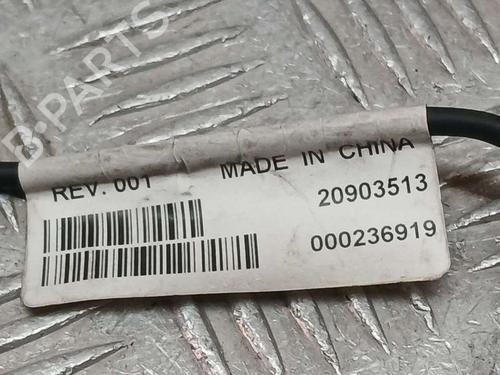 B-PARTS
REV. 001 MADE IN CHINA
20903513
000236919